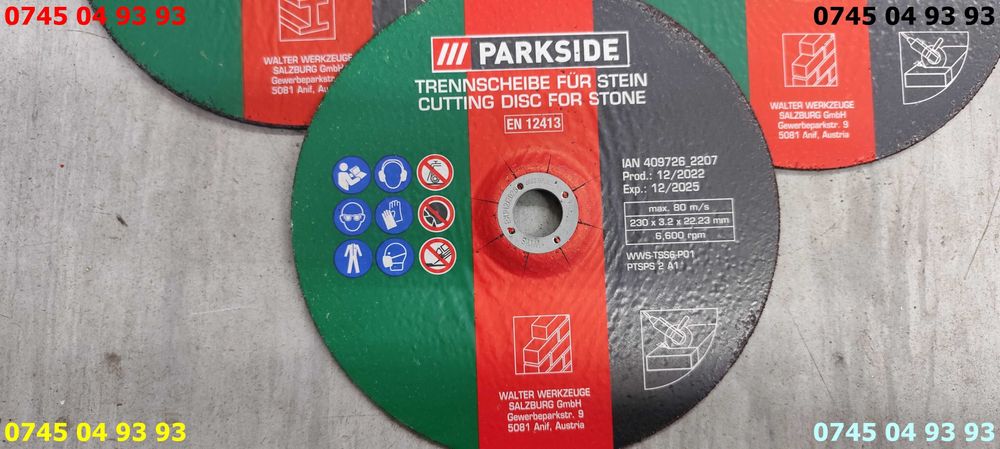 0745 04 93 93
0745 04 93 93
WALTER WERKZEUGE
SALZBURG GmbH
Gewerbeparkstr.
5081 Anif, Au
PARKSIDE
TRENNSCHEIBE FÜR STEIN
CUTTING DISC FOR STONE
EN 12413
WALTER WERKZEUGE
SALZBURG GmbH
Gewerbeparkstr. 9
5081 Anif, Austria
IAN 409726_2207
Prod.: 12/2022
Exp.: 12/2025
max. 80 m/s
230 x 3.2 x 22.23 mm
6,600 rpm
WWS-TSS6-P01
PTSPS 2 A1
WALTER WERKZEUGE
SALZBURG GmbH
Gewerbeparkstr. 9
5081 Anif, Austria
0745 04 93 93
0745 04 93 93